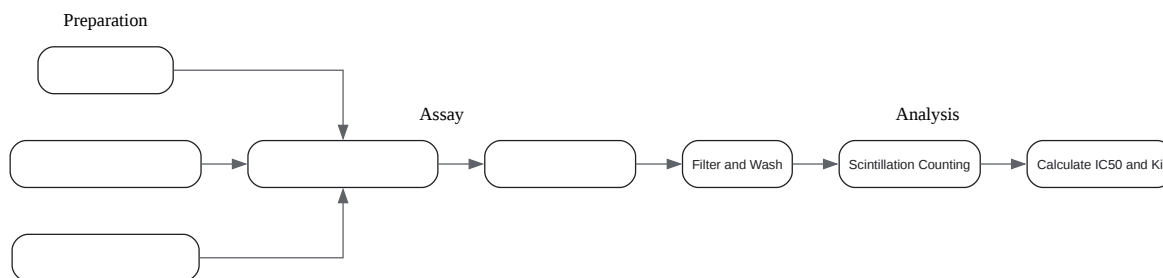 Preparation
Assay
Analysis
Filter and Wash
Scintillation Counting
Calculate IC50 and Ki